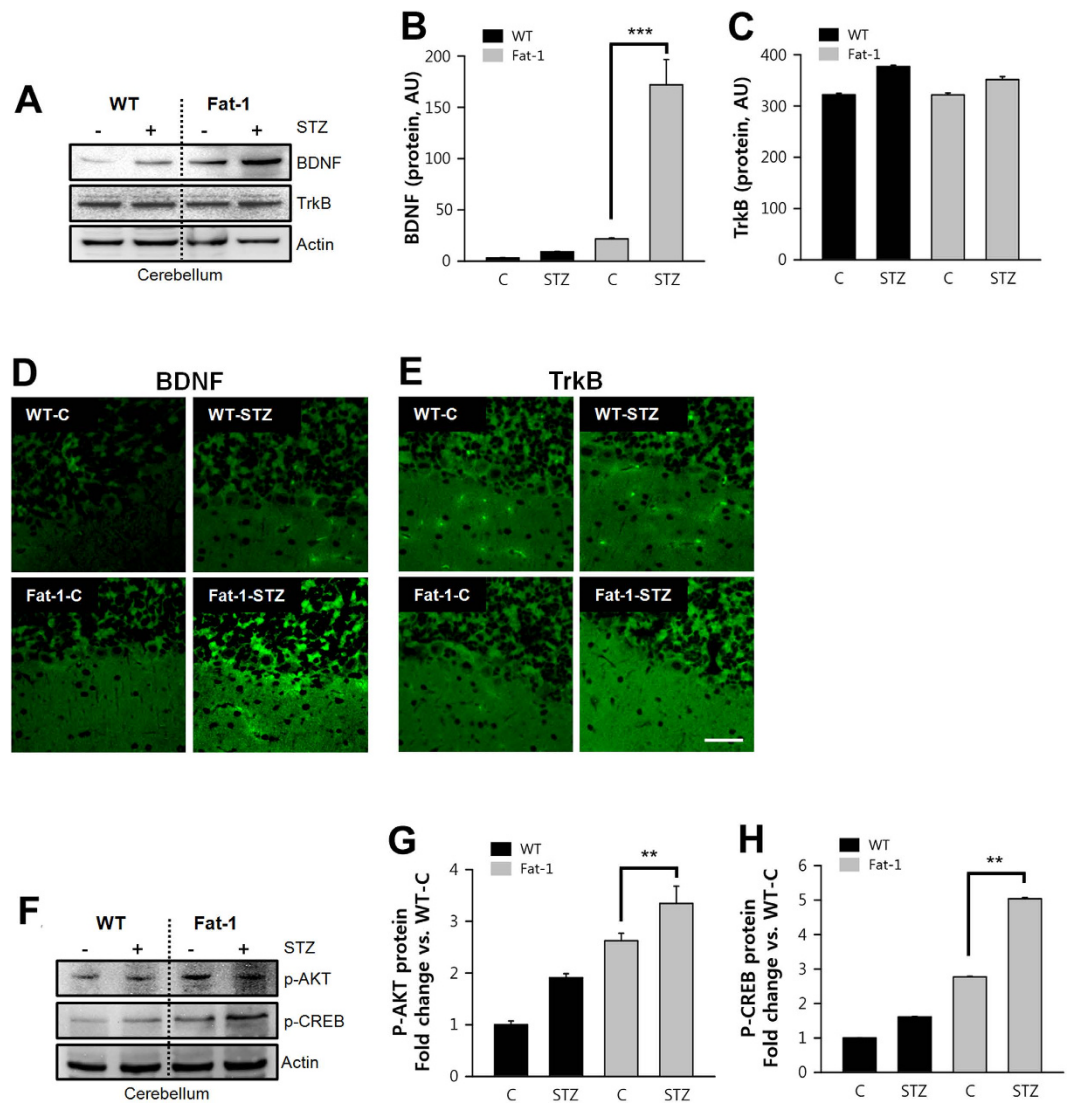 A
WT
Fat-1
- + - + STZ
BDNF
TrkB
Actin
Cerebellum
B
WT
Fat-1
***
BDNF (protein, AU)
200
150
100
50
0
C STZ C STZ
C
WT
Fat-1
TrkB (protein, AU)
400
300
200
300
0
C STZ C STZ
D
BDNF
WT-C
WT-STZ
Fat-1-C
Fat-1-STZ
E
TrkB
WT-C
WT-STZ
Fat-1-C
Fat-1-STZ
F
WT
Fat-1
- + - + STZ
p-AKT
p-CREB
Actin
Cerebellum
G
WT
Fat-1
**
P-AKT protein
Fold change vs. WT-C
4
3
2
1
0
C STZ C STZ
H
WT
Fat-1
**
P-CREB protein
Fold change vs. WT-C
6
5
4
3
2
1
0
C STZ C STZ